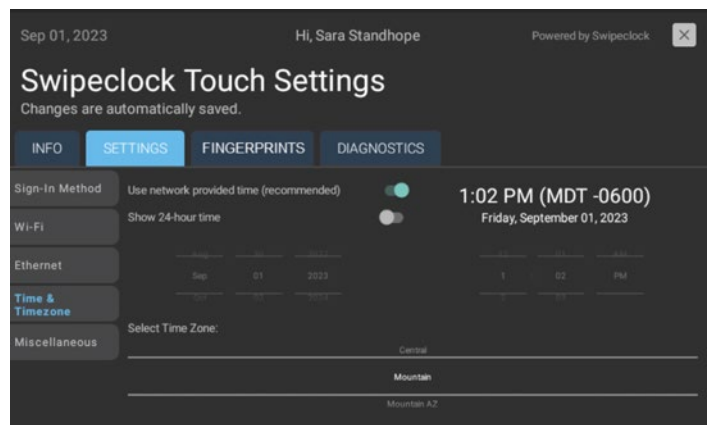 Sep 01, 2023 Hi, Sara Standhope Powered by Swipeclock
Swipeclock Touch Settings
Changes are automatically saved.
INFO SETTINGS FINGERPRINTS DIAGNOSTICS
Sign-In Method
Wi-Fi
Ethernet
Time &
Timezone
Miscellaneous
Use network provided time (recommended)
Show 24-hour time
1:02 PM (MDT -0600)
Friday, September 01, 2023
Sep 01 2023 1 02 PM
Select Time Zone:
Central
Mountain
Mountain AZ